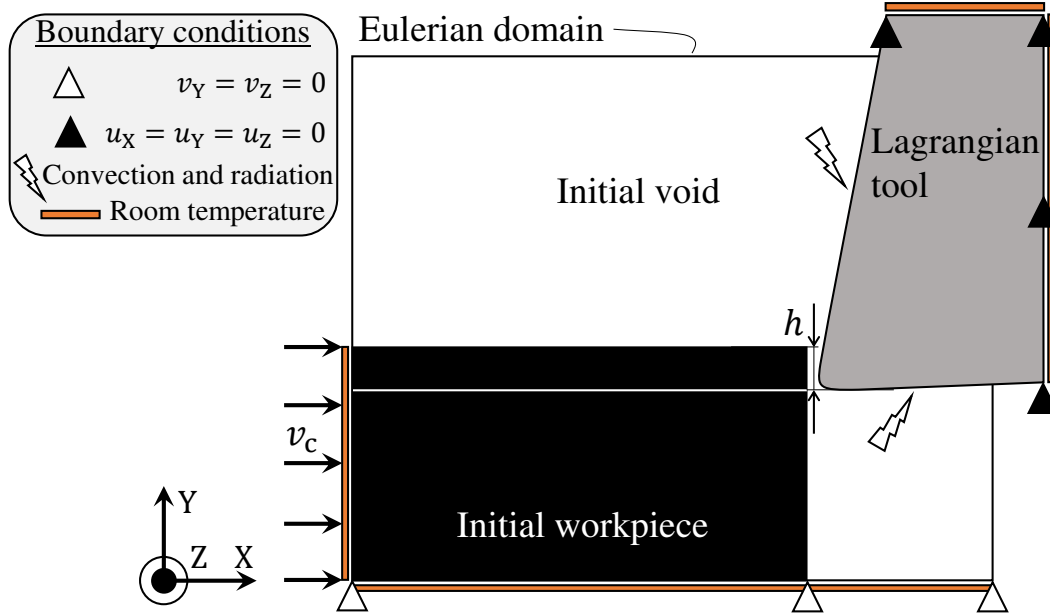 Boundary conditions
v_Y = v_Z = 0
u_X = u_Y = u_Z = 0
Convection and radiation
Room temperature
Eulerian domain
Lagrangian
tool
Initial void
h
v_c
Initial workpiece
Y
Z
X